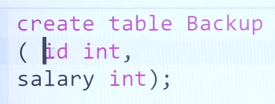 create table Backup
( id int,
salary int);